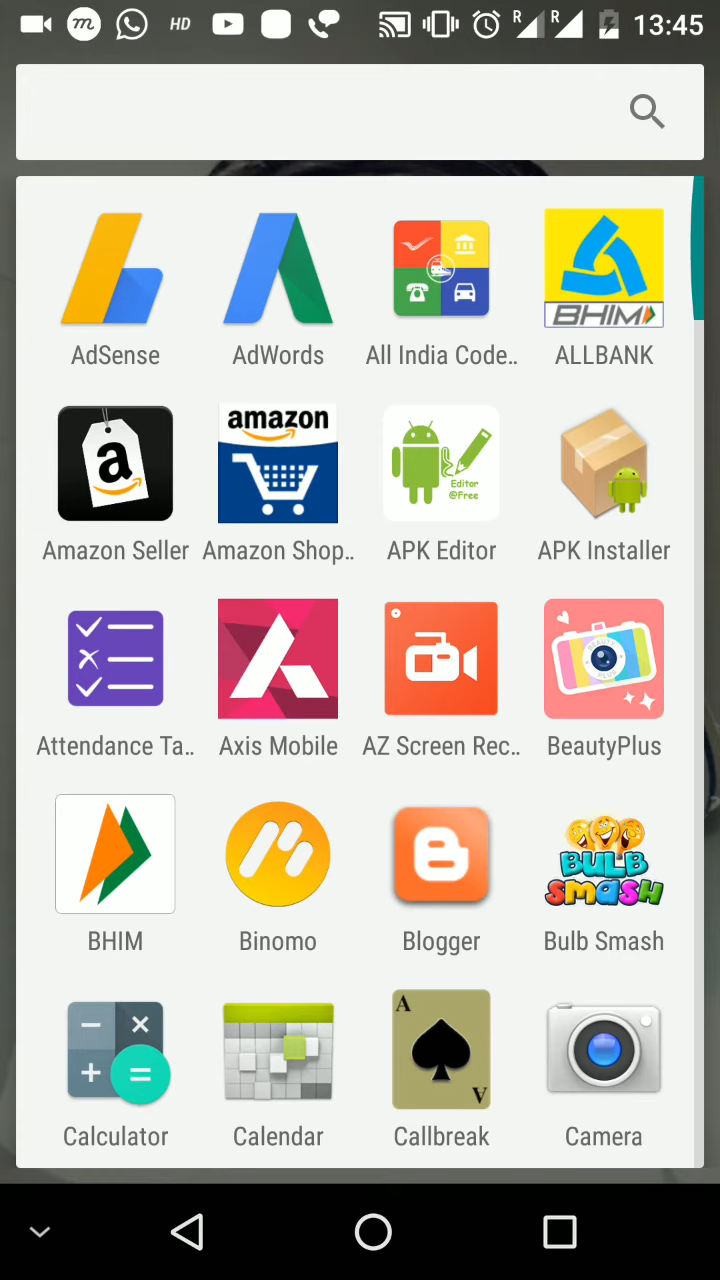 m HD R R 13:45
AdSense AdWords All India Code.. ALLBANK
BHIM
a amazon Editor
@Free
Amazon Seller Amazon Shop.. APK Editor APK Installer
BEAUTY
PLUS
Attendance Ta.. Axis Mobile AZ Screen Rec.. BeautyPlus
BULB
SMASH
BHIM Binomo Blogger Bulb Smash
A
A
Calculator Calendar Callbreak Camera